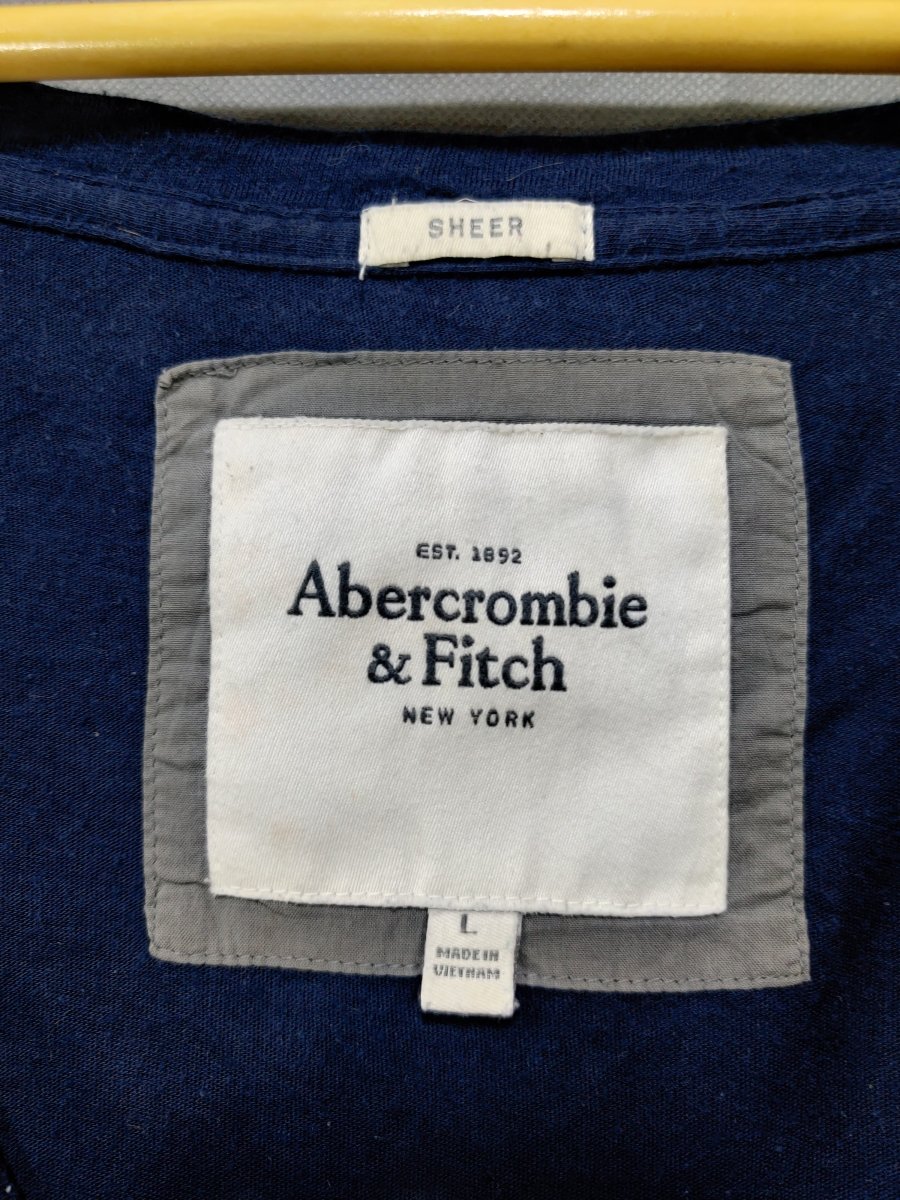 SHEER
EST. 1892
Abercrombie
& Fitch
NEW YORK
L
MADE IN
VIETNAM